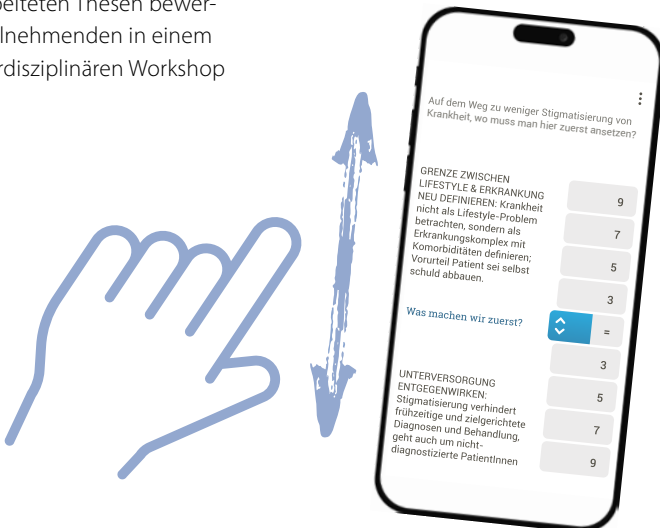 beiteten Thesen bewer-
ilnehmenden in einem
rdisziplinären Workshop
Auf dem Weg zu weniger Stigmatisierung von
Krankheit, wo muss man hier zuerst ansetzen?
GRENZE ZWISCHEN
LIFESTYLE & ERKRANKUNG
NEU DEFINIEREN: Krankheit
nicht als Lifestyle-Problem
betrachten, sondern als
Erkrankungskomplex mit
Komorbiditäten definieren;
Vorurteil Patient sei selbst
schuld abbauen.
9
7
5
3
Was machen wir zuerst?
=
3
5
7
9
UNTERVERSORGUNG
ENTGEGENWIRKEN:
Stigmatisierung verhindert
frühzeitige und zielgerichtete
Diagnosen und Behandlung,
geht auch um nicht-
diagnostizierte PatientInnen